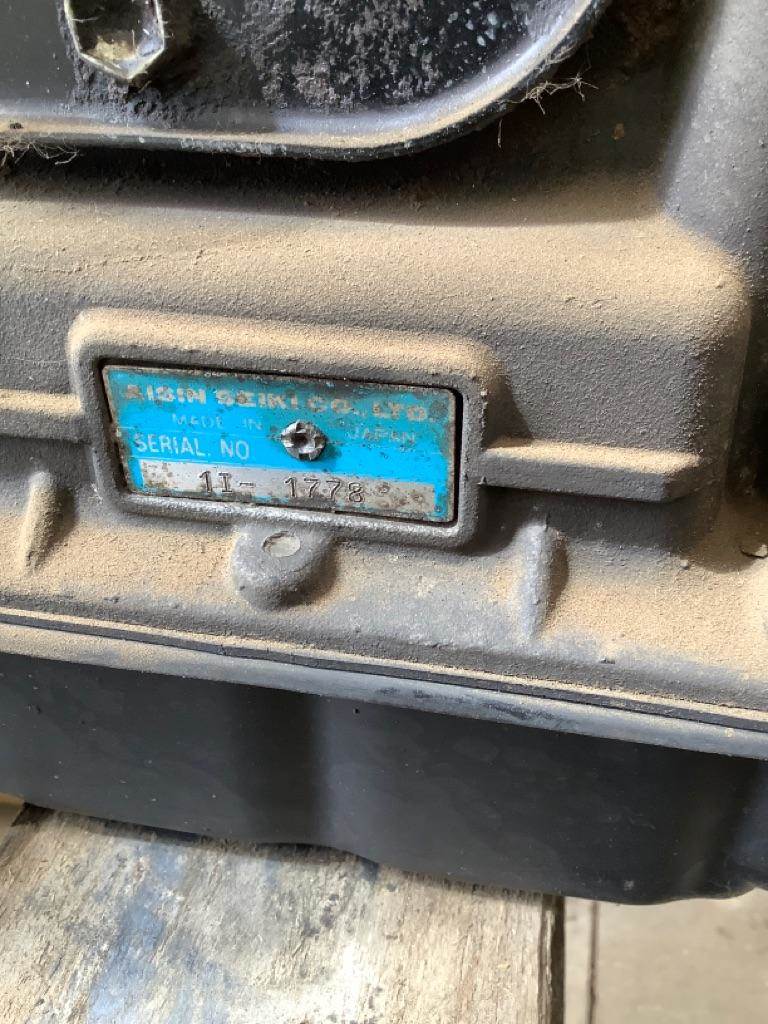 AISIN SEIKI CO., LTD.
MADE IN JAPAN
SERIAL. NO
1I- 1778